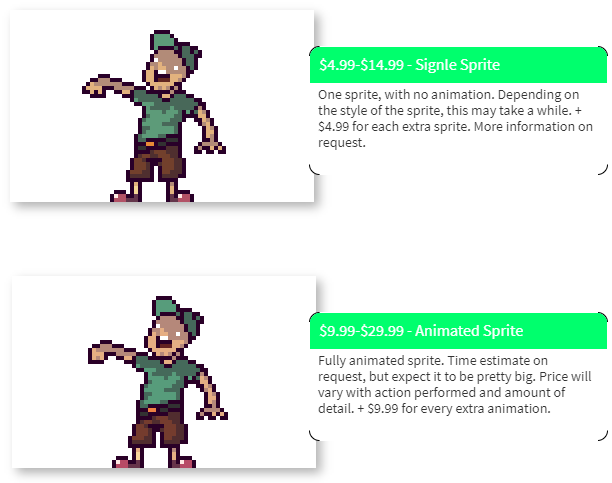 $4.99-$14.99 - Signle Sprite
One sprite, with no animation. Depending on
the style of the sprite, this may take a while. +
$4.99 for each extra sprite. More information on
request.
$9.99-$29.99 - Animated Sprite
Fully animated sprite. Time estimate on
request, but expect it to be pretty big. Price will
vary with action performed and amount of
detail. + $9.99 for every extra animation.